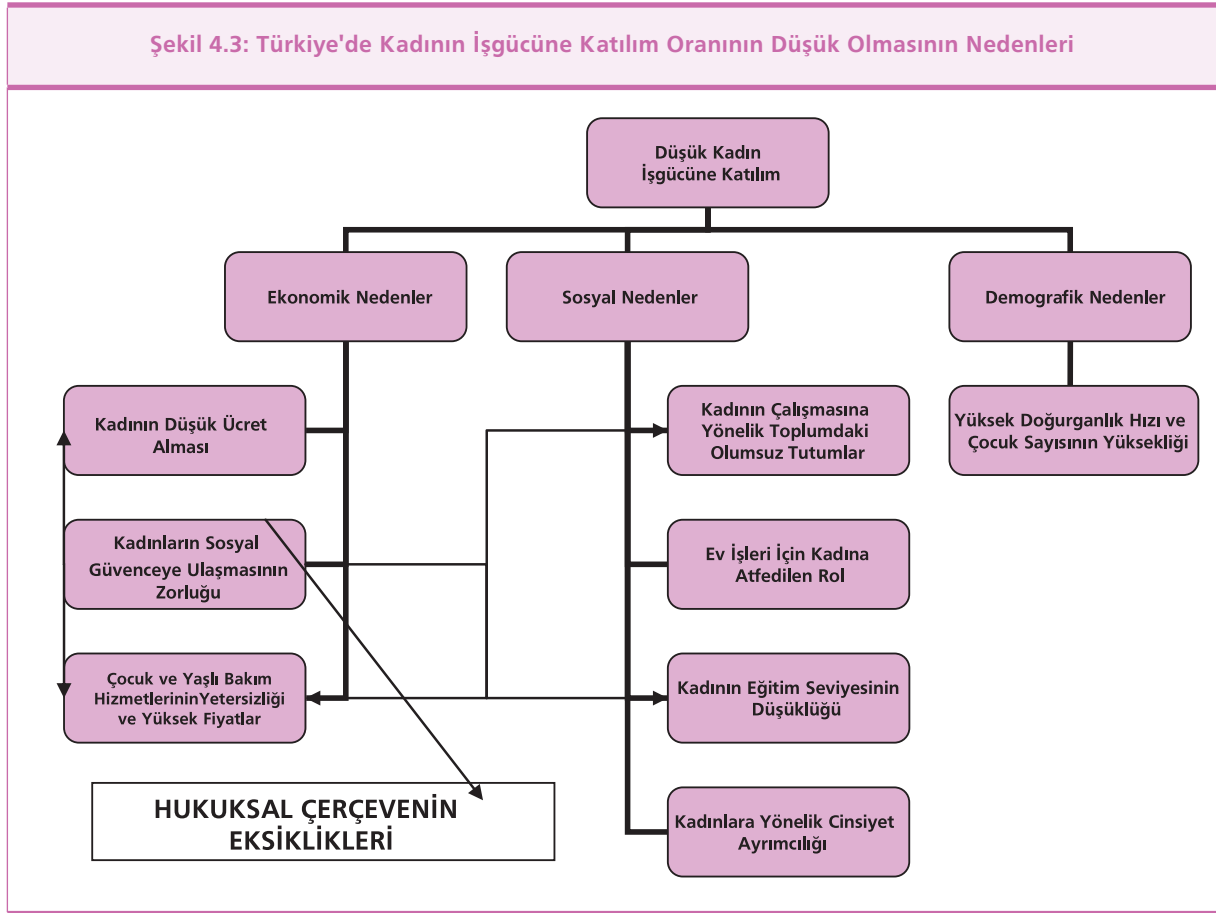 Şekil 4.3: Türkiye'de Kadının İşgücüne Katılım Oranının Düşük Olmasının Nedenleri
Düşük Kadın
İşgücüne Katılım
Ekonomik Nedenler
Sosyal Nedenler
Demografik Nedenler
Kadının Düşük Ücret
Alması
Kadının Çalışmasına
Yönelik Toplumdaki
Olumsuz Tutumlar
Yüksek Doğurganlık Hızı ve
Çocuk Sayısının Yüksekliği
Kadınların Sosyal
Güvenceye Ulaşmasının
Zorluğu
Ev İşleri İçin Kadına
Atfedilen Rol
Çocuk ve Yaşlı Bakım
HizmetlerininYetersizliği
ve Yüksek Fiyatlar
Kadının Eğitim Seviyesinin
Düşüklüğü
HUKUKSAL ÇERÇEVENİN
EKSİKLİKLERİ
Kadınlara Yönelik Cinsiyet
Ayrımcılığı